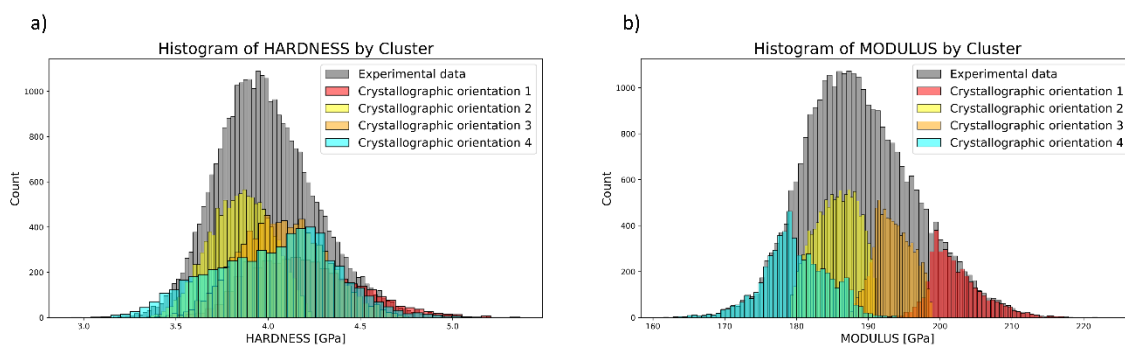 a)
Histogram of HARDNESS by Cluster
Experimental data
Crystallographic orientation 1
Crystallographic orientation 2
Crystallographic orientation 3
Crystallographic orientation 4
1000
800
600
400
200
0
Count
3.0 3.5 4.0 4.5 5.0
HARDNESS [GPa]
b)
Histogram of MODULUS by Cluster
Experimental data
Crystallographic orientation 1
Crystallographic orientation 2
Crystallographic orientation 3
Crystallographic orientation 4
1000
800
600
400
200
0
Count
160 170 180 190 200 210 220
MODULUS [GPa]